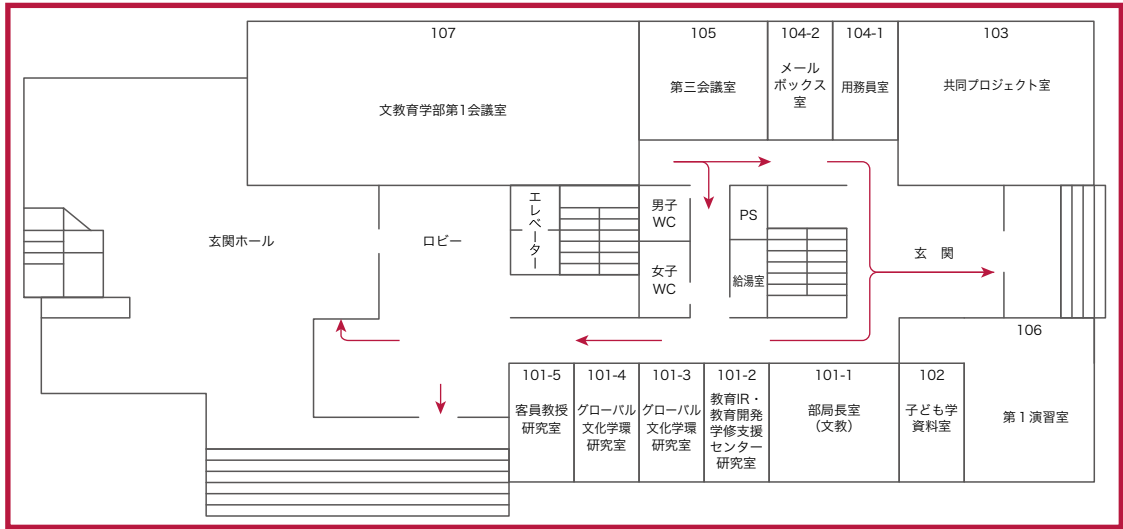 107
文教育学部第1会議室
105
第三会議室
104-2
メール
ボックス
室
104-1
用務員室
103
共同プロジェクト室
玄関ホール
ロビー
エレベーター
男子
WC
女子
WC
PS
給湯室
玄　関
101-5
客員教授
研究室
101-4
グローバル
文化学環
研究室
101-3
グローバル
文化学環
研究室
101-2
教育IR・
教育開発
学修支援
センター
研究室
101-1
部局長室
（文教）
102
子ども学
資料室
106
第１演習室